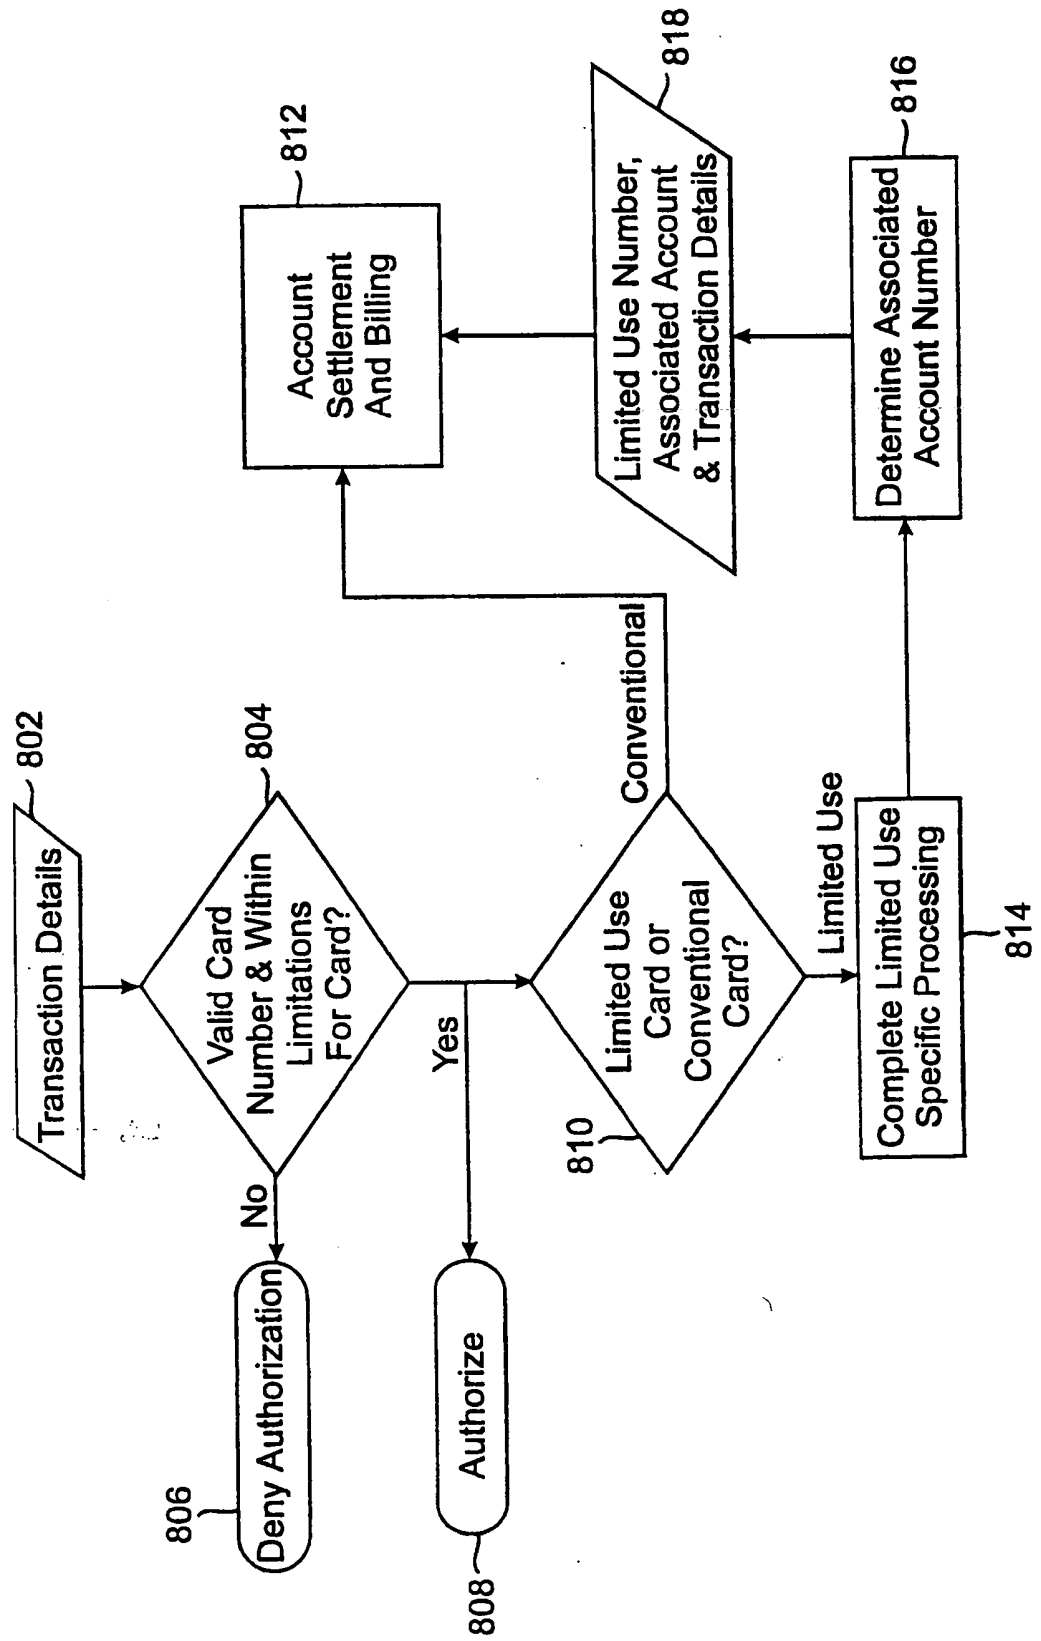 802
Transaction Details
804
Valid Card
Number & Within
Limitations
For Card?
No
806
Deny Authorization
Yes
808
Authorize
810
Limited Use
Card or
Conventional
Card?
Conventional
812
Account
Settlement
And Billing
Limited Use
Complete Limited Use
Specific Processing
814
816
Determine Associated
Account Number
818
Limited Use Number,
Associated Account
& Transaction Details